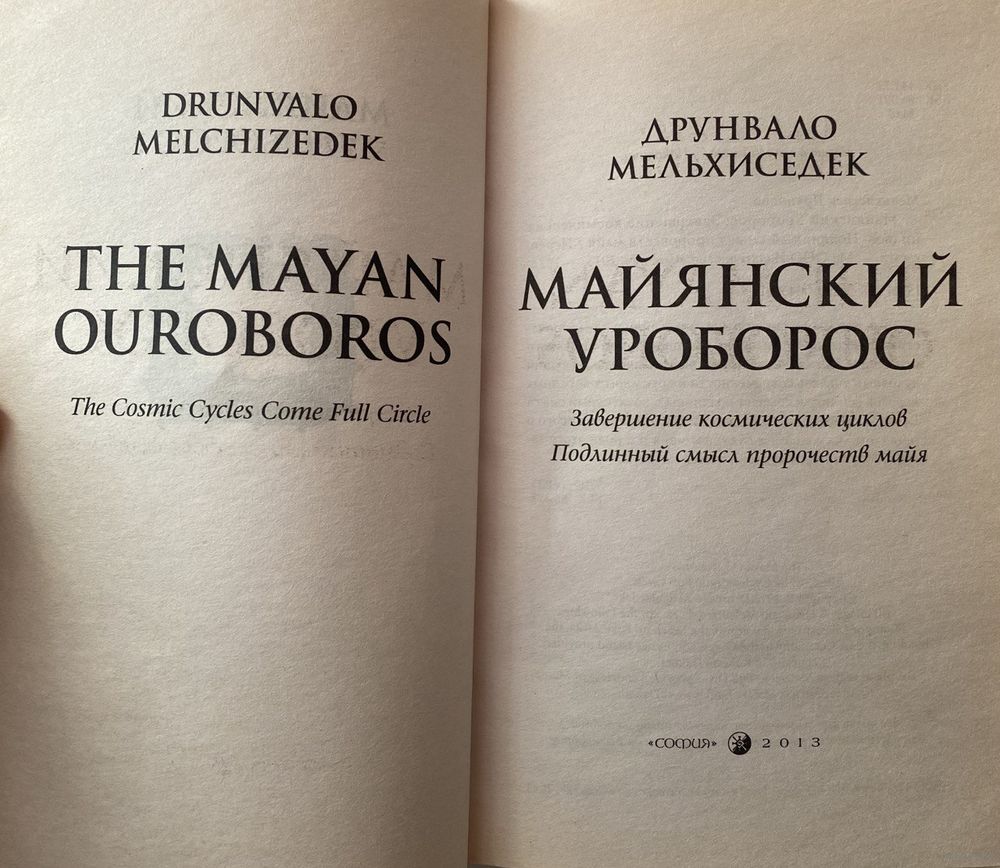 DRUNVALO
MELCHIZEDEK
THE MAYAN
OUROBOROS
The Cosmic Cycles Come Full Circle
ДРУНВАЛО
МЕЛЬХИСЕДЕК
МАЙЯНСКИЙ
УРОБОРОС
Завершение космических циклов
Подлинный смысл пророчеств майя
«СОФИЯ» 2013